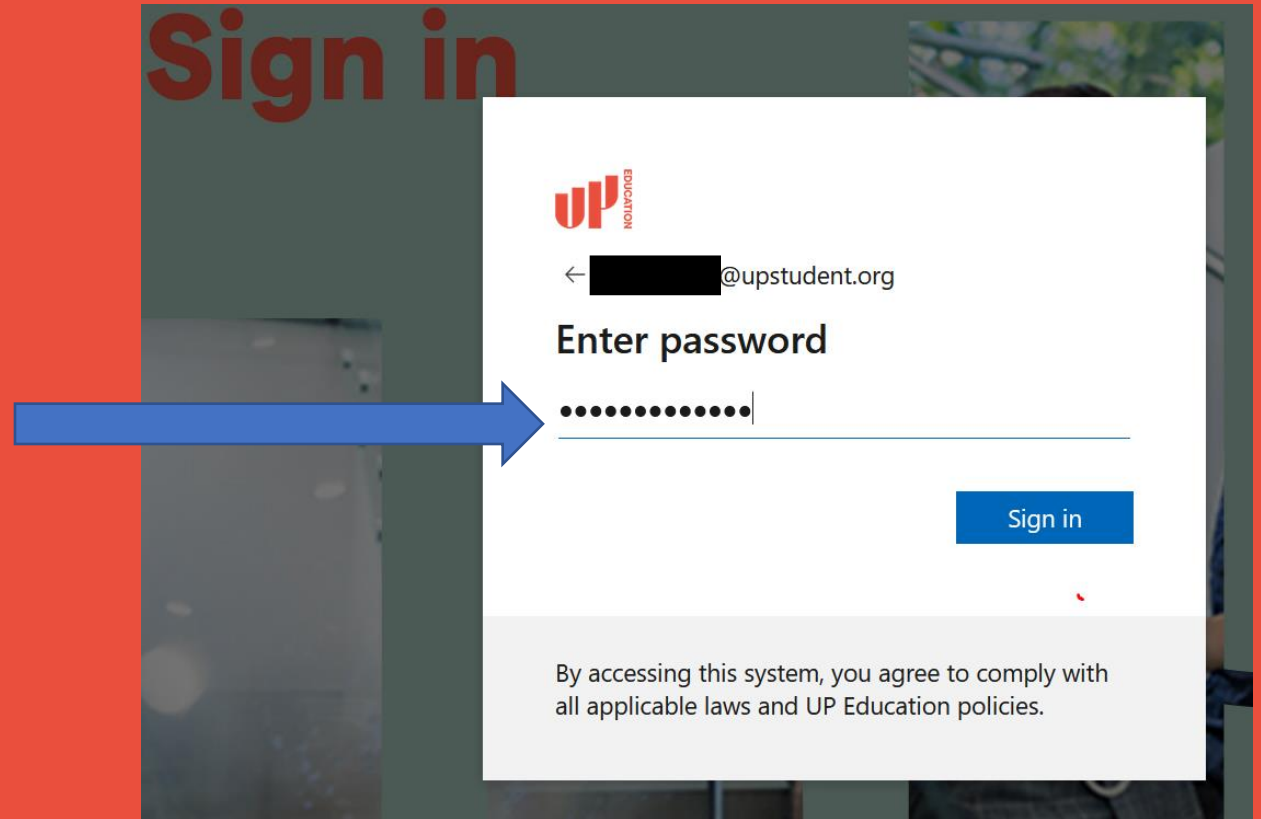 Sign in
UP EDUCATION
@upstudent.org
Enter password
•••••••••••••
Sign in
By accessing this system, you agree to comply with
all applicable laws and UP Education policies.